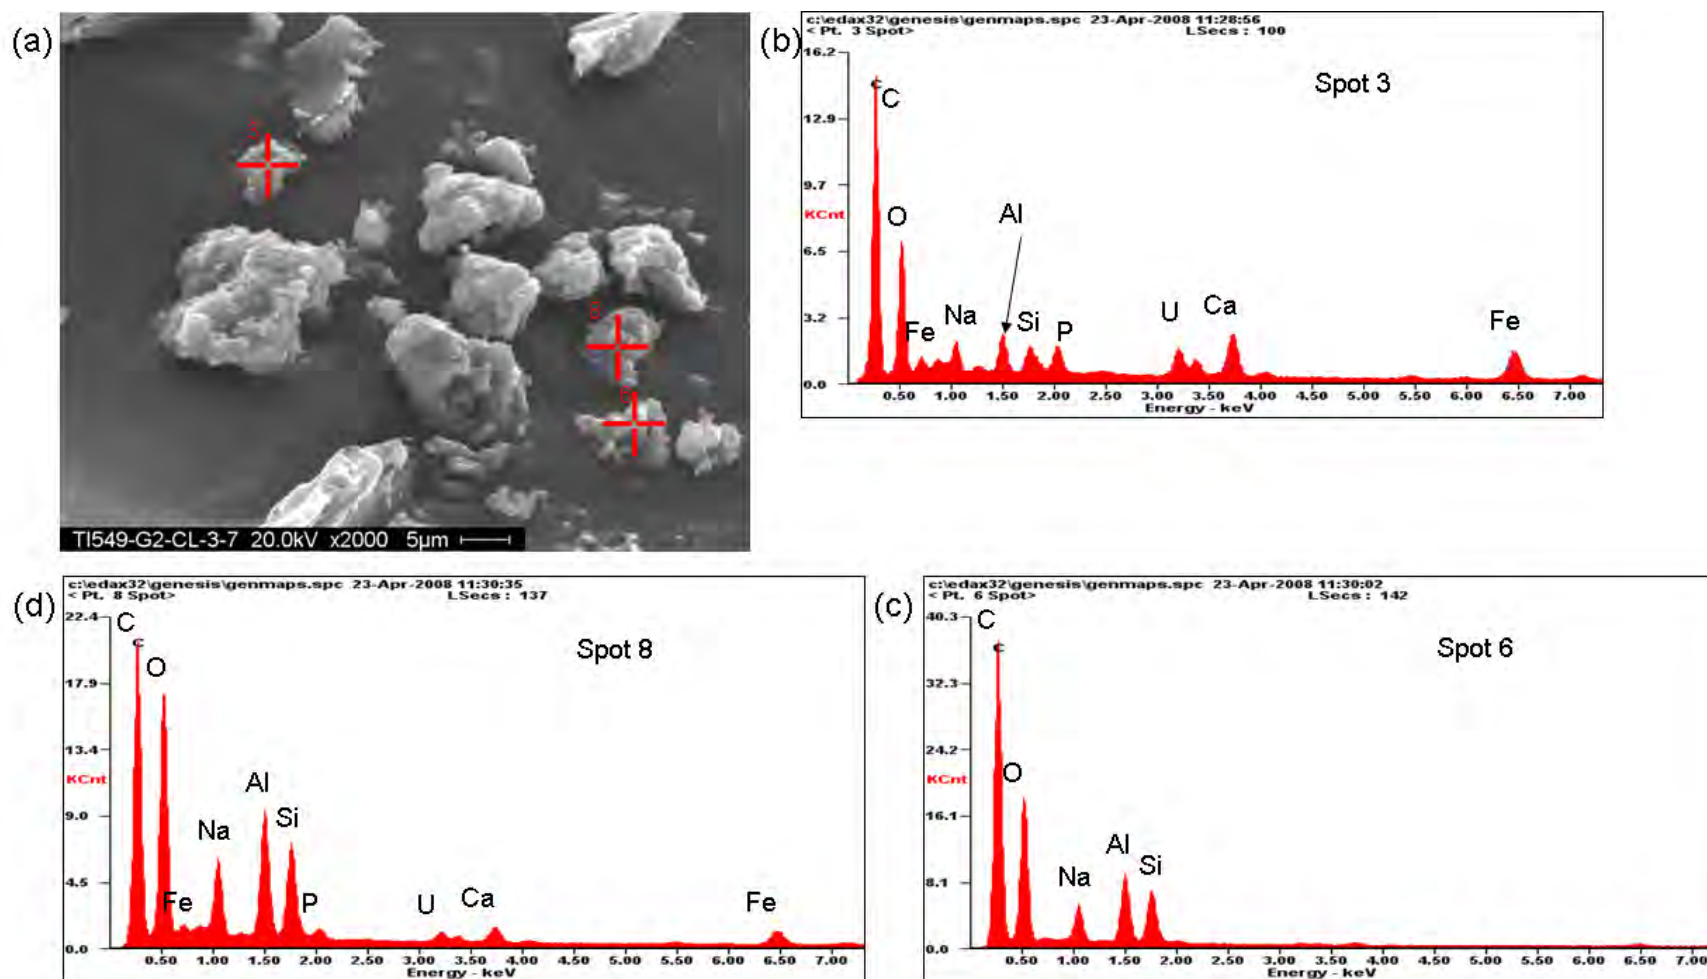 (a)
3
8
6
TI549-G2-CL-3-7 20.0kV x2000 5µm
(b)
c:\edax32\genesis\genmaps.spc 23-Apr-2008 11:28:56
< Pt. 3 Spot> LSecs : 100
Spot 3
16.2
12.9
9.7
KCnt
6.5
3.2
0.0
c
C
O
Fe
Na
Al
Si
P
U
Ca
Fe
0.50 1.00 1.50 2.00 2.50 3.00 3.50 4.00 4.50 5.00 5.50 6.00 6.50 7.00
Energy - keV
(d)
c:\edax32\genesis\genmaps.spc 23-Apr-2008 11:30:35
< Pt. 8 Spot> LSecs : 137
Spot 8
22.4
17.9
13.4
KCnt
9.0
4.5
0.0
C
c
O
Fe
Na
Al
Si
P
U
Ca
Fe
0.50 1.00 1.50 2.00 2.50 3.00 3.50 4.00 4.50 5.00 5.50 6.00 6.50 7.00
Energy - keV
(c)
c:\edax32\genesis\genmaps.spc 23-Apr-2008 11:30:02
< Pt. 6 Spot> LSecs : 142
Spot 6
40.3
32.3
24.2
KCnt
16.1
8.1
0.0
C
c
O
Na
Al
Si
0.50 1.00 1.50 2.00 2.50 3.00 3.50 4.00 4.50 5.00 5.50 6.00 6.50 7.00
Energy - keV